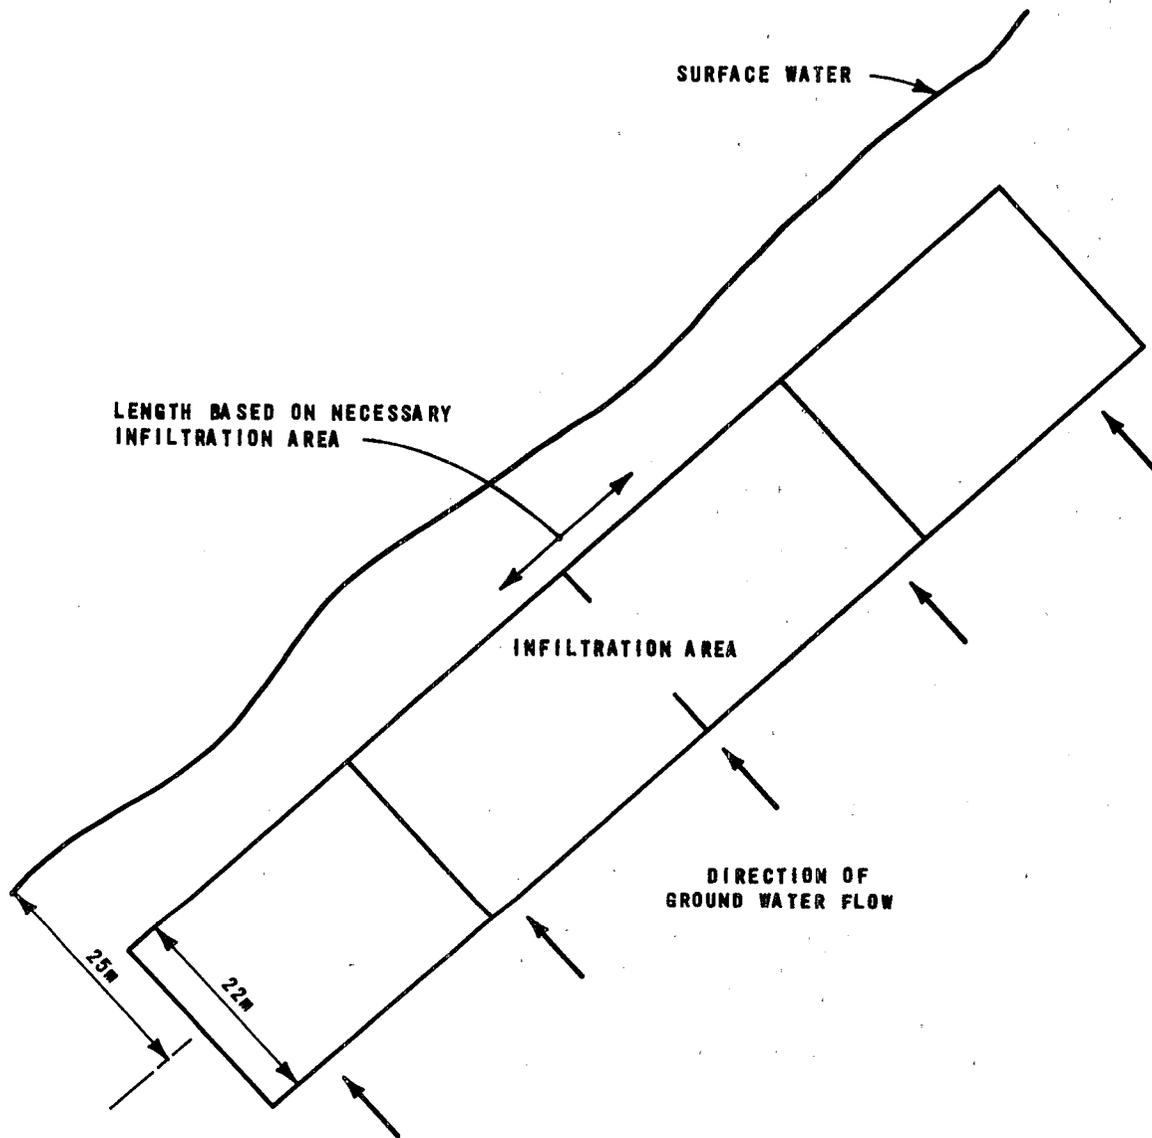 SURFACE WATER
LENGTH BASED ON NECESSARY
INFILTRATION AREA
INFILTRATION AREA
DIRECTION OF
GROUND WATER FLOW
25m
22m